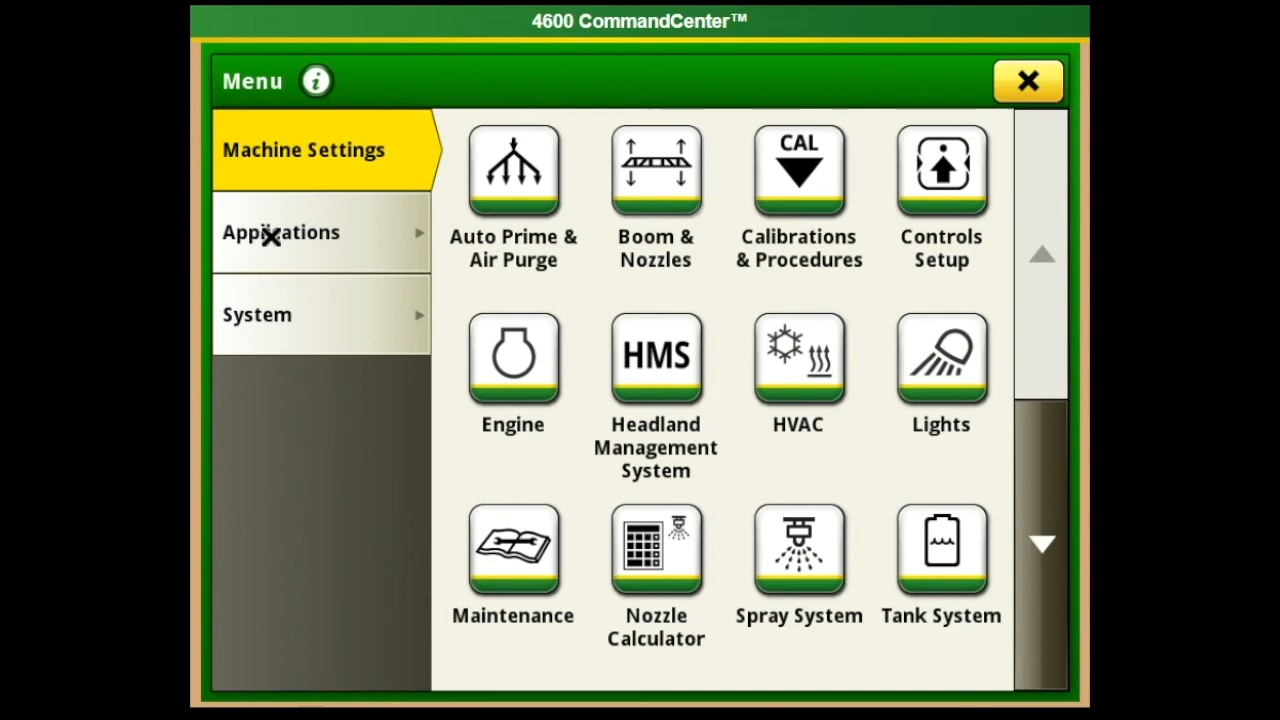 4600 CommandCenter™
Menu i
Machine Settings
Applications
System
CAL
Auto Prime &
Air Purge
Boom &
Nozzles
Calibrations
& Procedures
Controls
Setup
HMS
Engine
Headland
Management
System
HVAC
Lights
Maintenance
Nozzle
Calculator
Spray System
Tank System